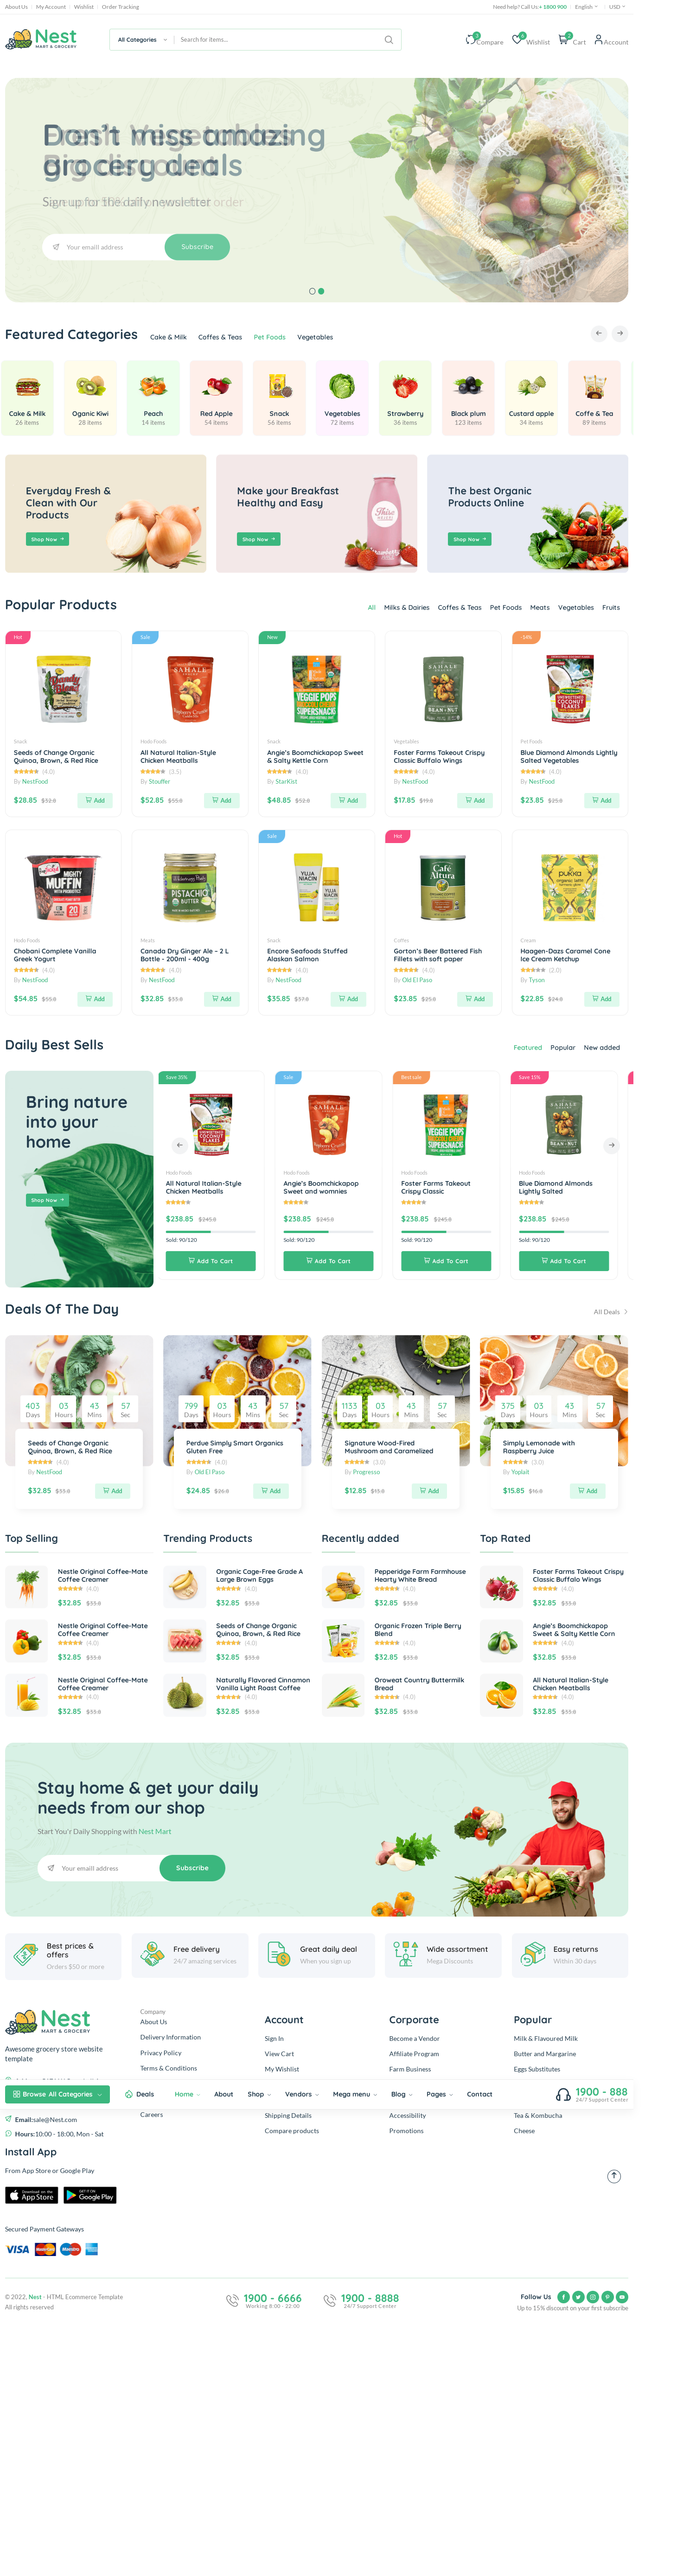 About Us My Account Wishlist Order Tracking
Need help? Call Us: + 1800 900 English USD
Nest
MART & GROCERY
All Categories Search for items...
Compare Wishlist Cart Account
Don't miss amazing
grocery deals
Sign up for the daily newsletter
Your emaill address Subscribe
Featured Categories Cake & Milk Coffes & Teas Pet Foods Vegetables
Cake & Milk
26 items
Oganic Kiwi
28 items
Peach
14 items
Red Apple
54 items
Snack
56 items
Vegetables
72 items
Strawberry
36 items
Black plum
123 items
Custard apple
34 items
Coffe & Tea
89 items
Everyday Fresh &
Clean with Our
Products
Shop Now
Make your Breakfast
Healthy and Easy
Shop Now
The best Organic
Products Online
Shop Now
Popular Products
All Milks & Dairies Coffes & Teas Pet Foods Meats Vegetables Fruits
Hot
Snack
Seeds of Change Organic
Quinoa, Brown, & Red Rice
(4.0)
By NestFood
$28.85 $32.8 Add
Sale
Hodo Foods
All Natural Italian-Style
Chicken Meatballs
(3.5)
By Stouffer
$52.85 $55.8 Add
New
Snack
Angie's Boomchickapop Sweet
& Salty Kettle Corn
(4.0)
By StarKist
$48.85 $52.8 Add
Vegetables
Foster Farms Takeout Crispy
Classic Buffalo Wings
(4.0)
By NestFood
$17.85 $19.8 Add
-14%
Pet Foods
Blue Diamond Almonds Lightly
Salted Vegetables
(4.0)
By NestFood
$23.85 $25.8 Add
Hodo Foods
Chobani Complete Vanilla
Greek Yogurt
(4.0)
By NestFood
$54.85 $55.8 Add
Meats
Canada Dry Ginger Ale – 2 L
Bottle - 200ml - 400g
(4.0)
By NestFood
$32.85 $33.8 Add
Sale
Snack
Encore Seafoods Stuffed
Alaskan Salmon
(4.0)
By NestFood
$35.85 $37.8 Add
Hot
Coffes
Gorton's Beer Battered Fish
Fillets with soft paper
(4.0)
By Old El Paso
$23.85 $25.8 Add
Cream
Haagen-Dazs Caramel Cone
Ice Cream Ketchup
(2.0)
By Tyson
$22.85 $24.8 Add
Daily Best Sells
Featured Popular New added
Bring nature
into your
home
Shop Now
Save 35%
Hodo Foods
All Natural Italian-Style
Chicken Meatballs
$238.85 $245.8
Sold: 90/120
Add To Cart
Sale
Hodo Foods
Angie's Boomchickapop
Sweet and womnies
$238.85 $245.8
Sold: 90/120
Add To Cart
Best sale
Hodo Foods
Foster Farms Takeout
Crispy Classic
$238.85 $245.8
Sold: 90/120
Add To Cart
Save 15%
Hodo Foods
Blue Diamond Almonds
Lightly Salted
$238.85 $245.8
Sold: 90/120
Add To Cart
Deals Of The Day
All Deals
403 03 43 57
Days Hours Mins Sec
Seeds of Change Organic
Quinoa, Brown, & Red Rice
(4.0)
By NestFood
$32.85 $33.8 Add
799 03 43 57
Days Hours Mins Sec
Perdue Simply Smart Organics
Gluten Free
(4.0)
By Old El Paso
$24.85 $26.8 Add
1133 03 43 57
Days Hours Mins Sec
Signature Wood-Fired
Mushroom and Caramelized
(3.0)
By Progresso
$12.85 $13.8 Add
375 03 43 57
Days Hours Mins Sec
Simply Lemonade with
Raspberry Juice
(3.0)
By Yoplait
$15.85 $16.8 Add
Top Selling
Nestle Original Coffee-Mate
Coffee Creamer
(4.0)
$32.85 $33.8
Nestle Original Coffee-Mate
Coffee Creamer
(4.0)
$32.85 $33.8
Nestle Original Coffee-Mate
Coffee Creamer
(4.0)
$32.85 $33.8
Trending Products
Organic Cage-Free Grade A
Large Brown Eggs
(4.0)
$32.85 $33.8
Seeds of Change Organic
Quinoa, Brown, & Red Rice
(4.0)
$32.85 $33.8
Naturally Flavored Cinnamon
Vanilla Light Roast Coffee
(4.0)
$32.85 $33.8
Recently added
Pepperidge Farm Farmhouse
Hearty White Bread
(4.0)
$32.85 $33.8
Organic Frozen Triple Berry
Blend
(4.0)
$32.85 $33.8
Oroweat Country Buttermilk
Bread
(4.0)
$32.85 $33.8
Top Rated
Foster Farms Takeout Crispy
Classic Buffalo Wings
(4.0)
$32.85 $33.8
Angie's Boomchickapop
Sweet & Salty Kettle Corn
(4.0)
$32.85 $33.8
All Natural Italian-Style
Chicken Meatballs
(4.0)
$32.85 $33.8
Stay home & get your daily
needs from our shop
Start You'r Daily Shopping with Nest Mart
Your emaill address Subscribe
Best prices &
offers
Orders $50 or more
Free delivery
24/7 amazing services
Great daily deal
When you sign up
Wide assortment
Mega Discounts
Easy returns
Within 30 days
Nest
MART & GROCERY
Awesome grocery store website
template
Company
About Us
Delivery Information
Privacy Policy
Terms & Conditions
Account
Sign In
View Cart
My Wishlist
Corporate
Become a Vendor
Affiliate Program
Farm Business
Popular
Milk & Flavoured Milk
Butter and Margarine
Eggs Substitutes
Browse All Categories Deals Home About Shop Vendors Mega menu Blog Pages Contact
1900 - 888
24/7 Support Center
Email: sale@Nest.com
Hours: 10:00 - 18:00, Mon - Sat
Careers
Shipping Details
Compare products
Accessibility
Promotions
Tea & Kombucha
Cheese
Install App
From App Store or Google Play
Download on the
App Store
GET IT ON
Google Play
Secured Payment Gateways
VISA MasterCard Maestro
© 2022, Nest - HTML Ecommerce Template
All rights reserved
1900 - 6666
Working 8:00 - 22:00
1900 - 8888
24/7 Support Center
Follow Us
Up to 15% discount on your first subscribe